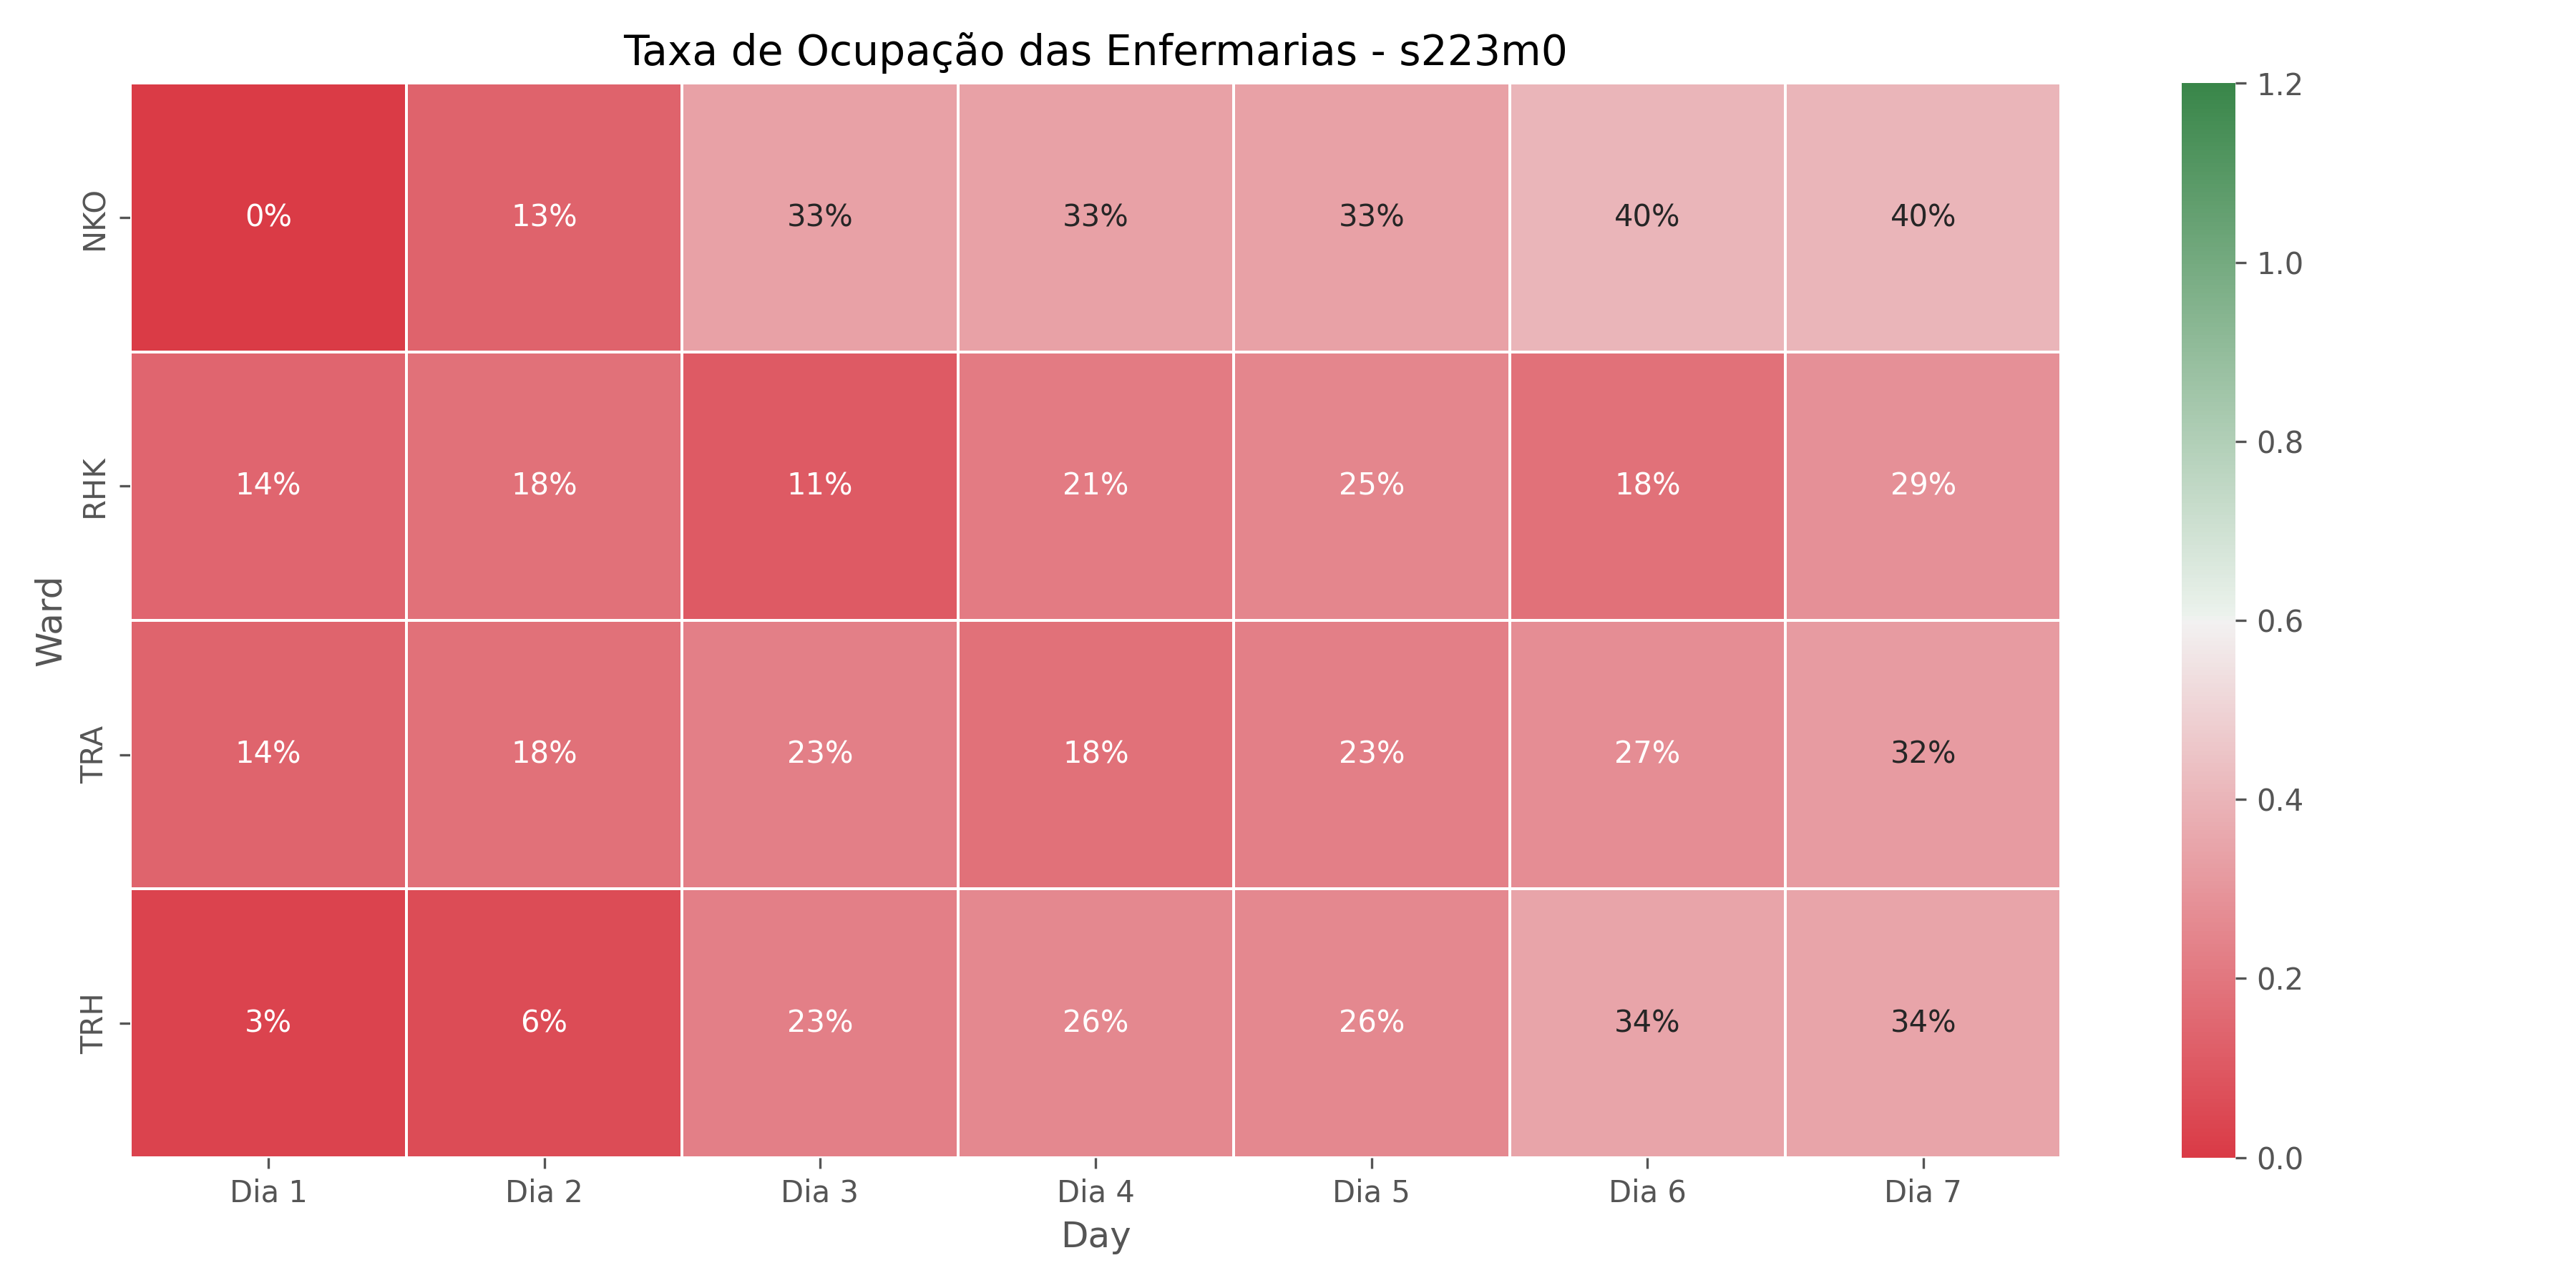 Taxa de Ocupação das Enfermarias - s223m0
NKO
0% 13% 33% 33% 33% 40% 40%
RHK
14% 18% 11% 21% 25% 18% 29%
TRA
14% 18% 23% 18% 23% 27% 32%
TRH
3% 6% 23% 26% 26% 34% 34%
Ward
Dia 1 Dia 2 Dia 3 Dia 4 Dia 5 Dia 6 Dia 7
Day
1.2
1.0
0.8
0.6
0.4
0.2
0.0